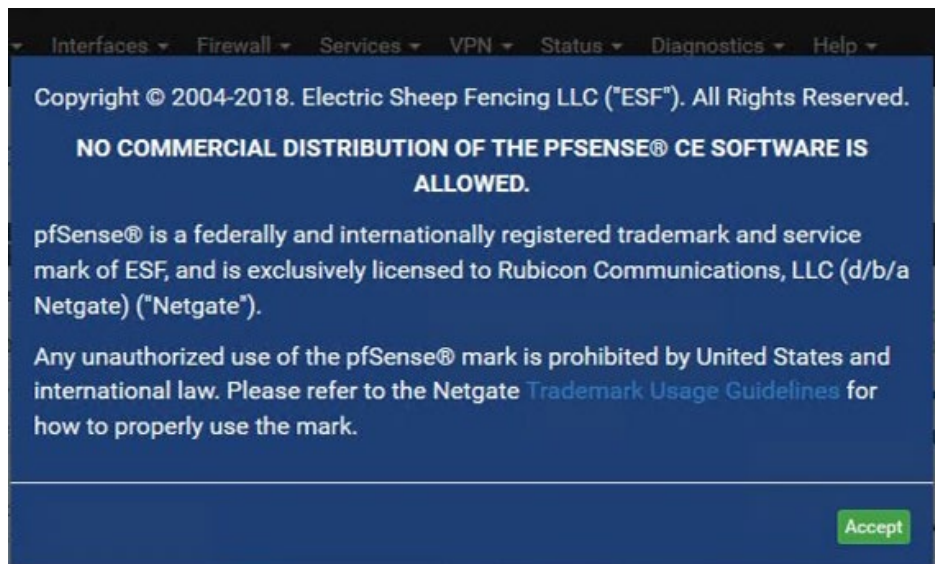 Interfaces Firewall Services VPN Status Diagnostics Help
Copyright © 2004-2018. Electric Sheep Fencing LLC ("ESF"). All Rights Reserved.
NO COMMERCIAL DISTRIBUTION OF THE PFSENSE® CE SOFTWARE IS
ALLOWED.
pfSense® is a federally and internationally registered trademark and service
mark of ESF, and is exclusively licensed to Rubicon Communications, LLC (d/b/a
Netgate) ("Netgate").
Any unauthorized use of the pfSense® mark is prohibited by United States and
international law. Please refer to the Netgate Trademark Usage Guidelines for
how to properly use the mark.
Accept